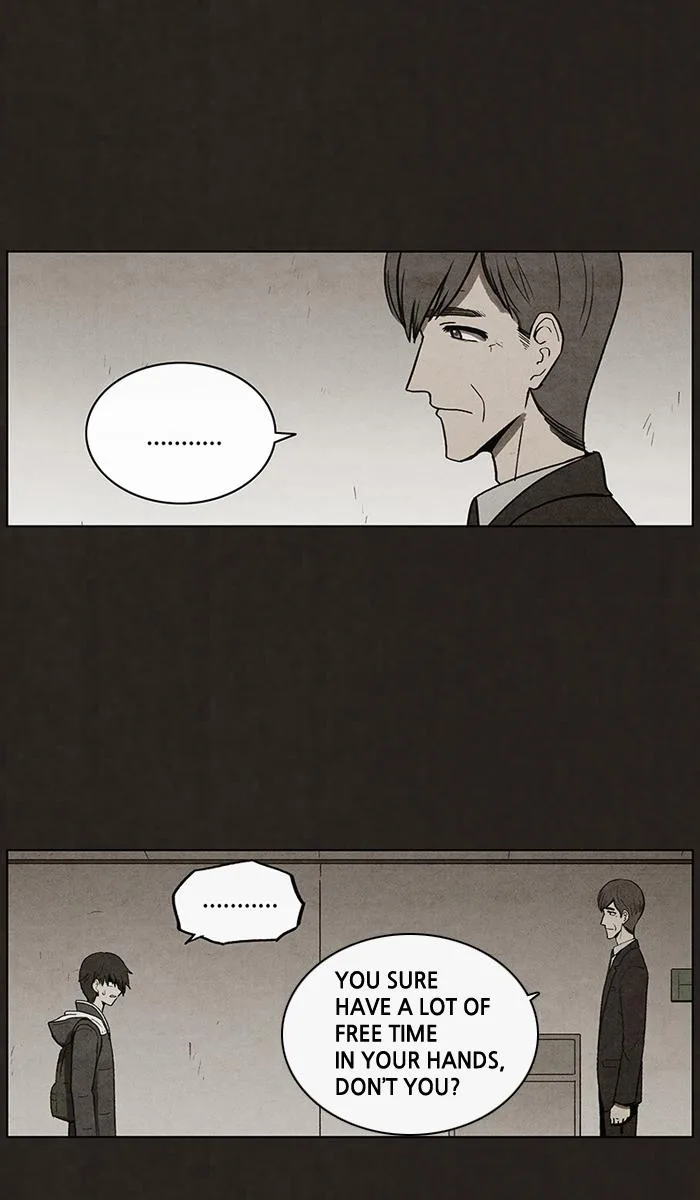 ...........
...........
YOU SURE
HAVE A LOT OF
FREE TIME
IN YOUR HANDS,
DON'T YOU?